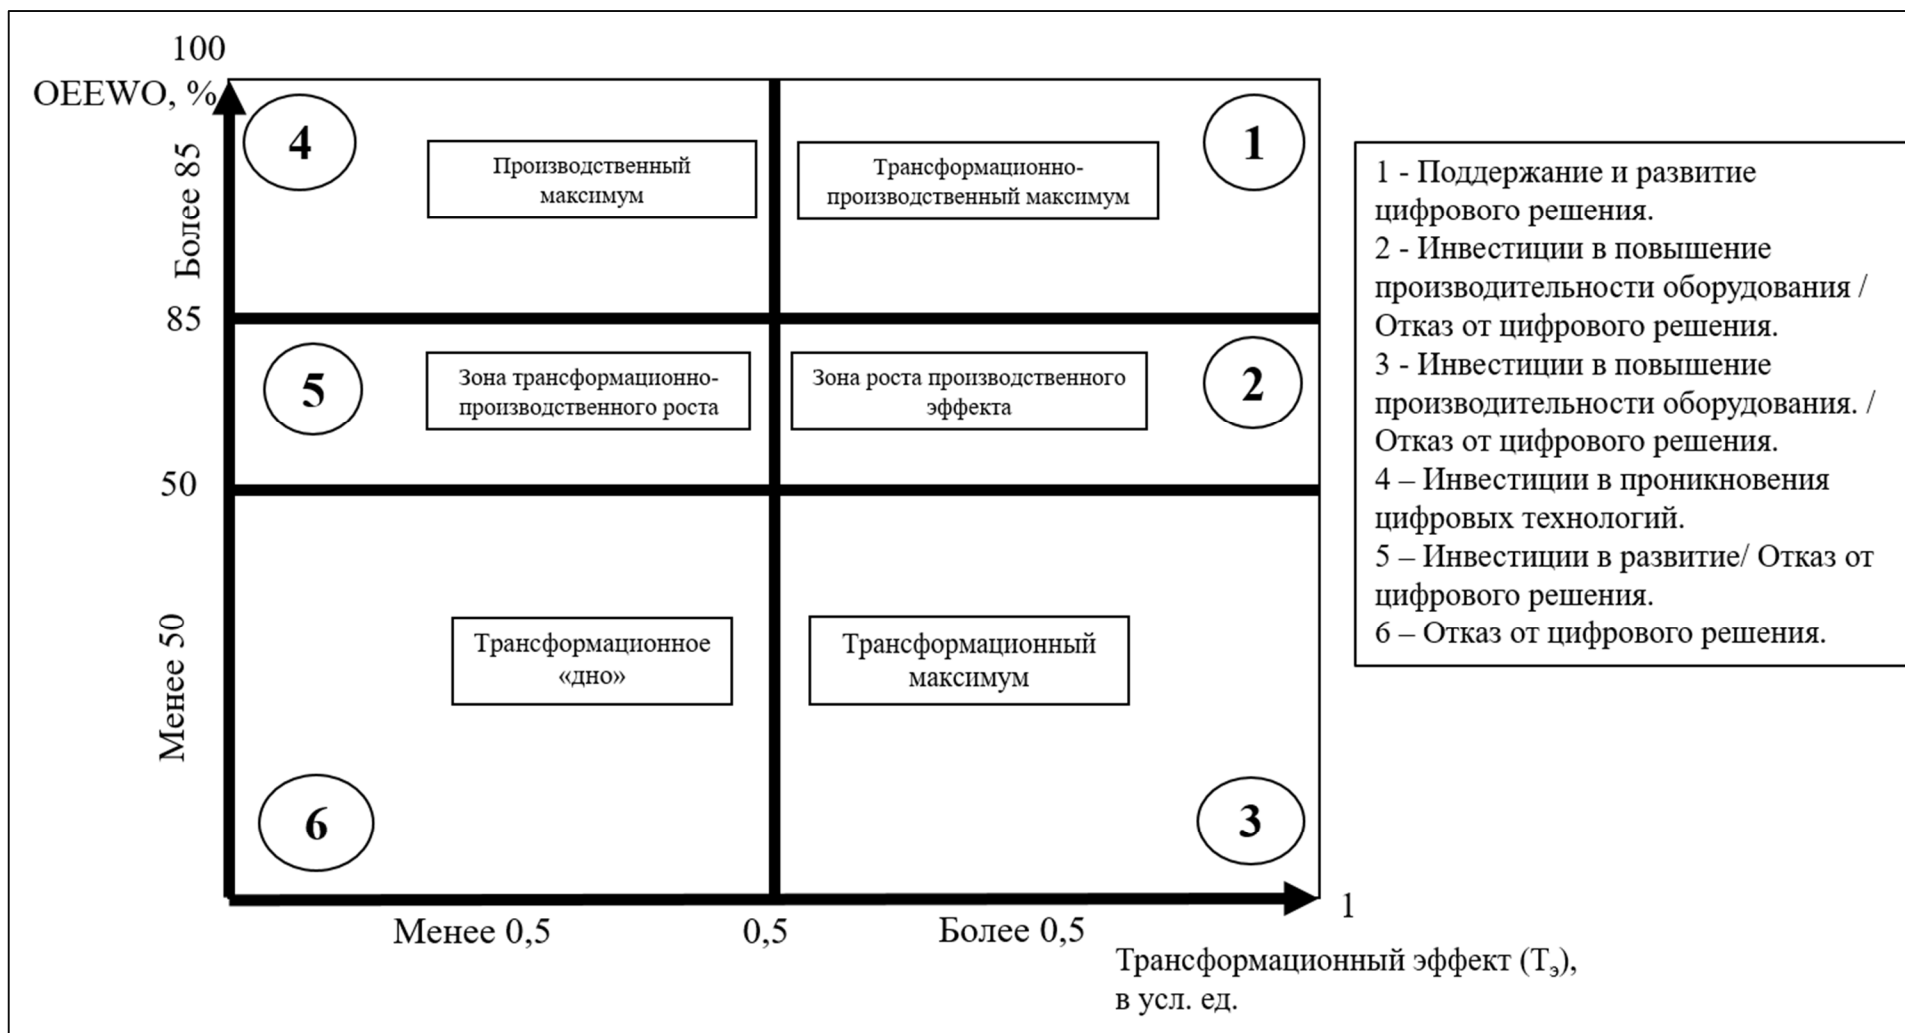 100
OEEWO, %
Более 85
85
50
Менее 50
4
Производственный
максимум
Трансформационно-
производственный максимум
1
5
Зона трансформационно-
производственного роста
Зона роста производственного
эффекта
2
Трансформационное
«дно»
Трансформационный
максимум
6
3
Менее 0,5
0,5
Более 0,5
1
Трансформационный эффект (Тэ),
в усл. ед.
1 - Поддержание и развитие
цифрового решения.
2 - Инвестиции в повышение
производительности оборудования /
Отказ от цифрового решения.
3 - Инвестиции в повышение
производительности оборудования. /
Отказ от цифрового решения.
4 – Инвестиции в проникновения
цифровых технологий.
5 – Инвестиции в развитие/ Отказ от
цифрового решения.
6 – Отказ от цифрового решения.